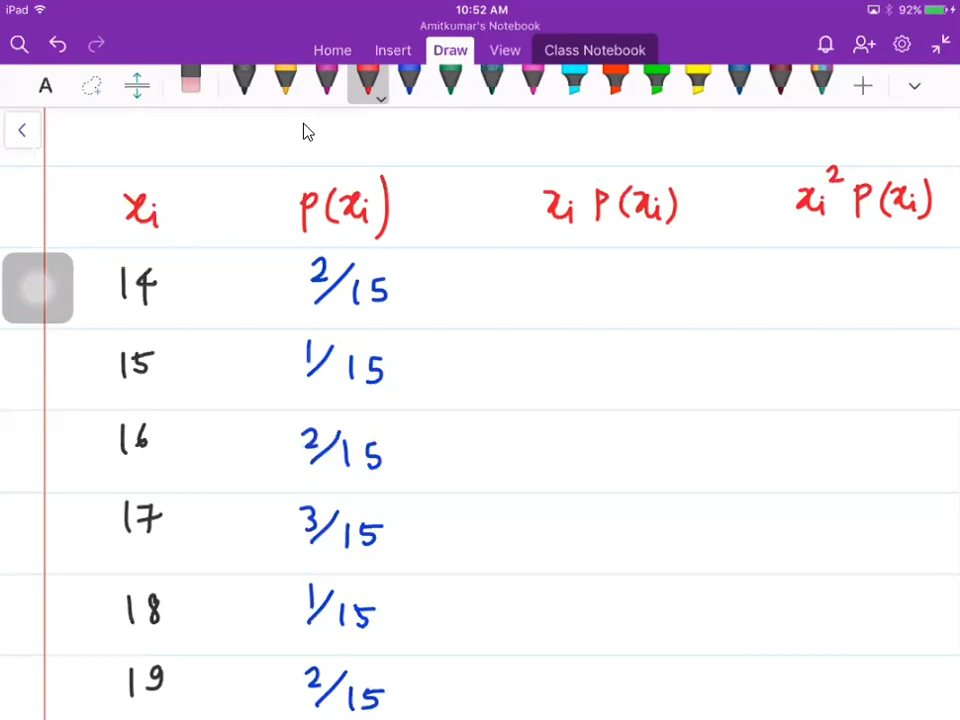 iPad 10:52 AM 92%
Amitkumar's Notebook
Home Insert Draw View Class Notebook
A
xi P(xi) xi P(xi) xi² P(xi)
14 2/15
15 1/15
16 2/15
17 3/15
18 1/15
19 2/15